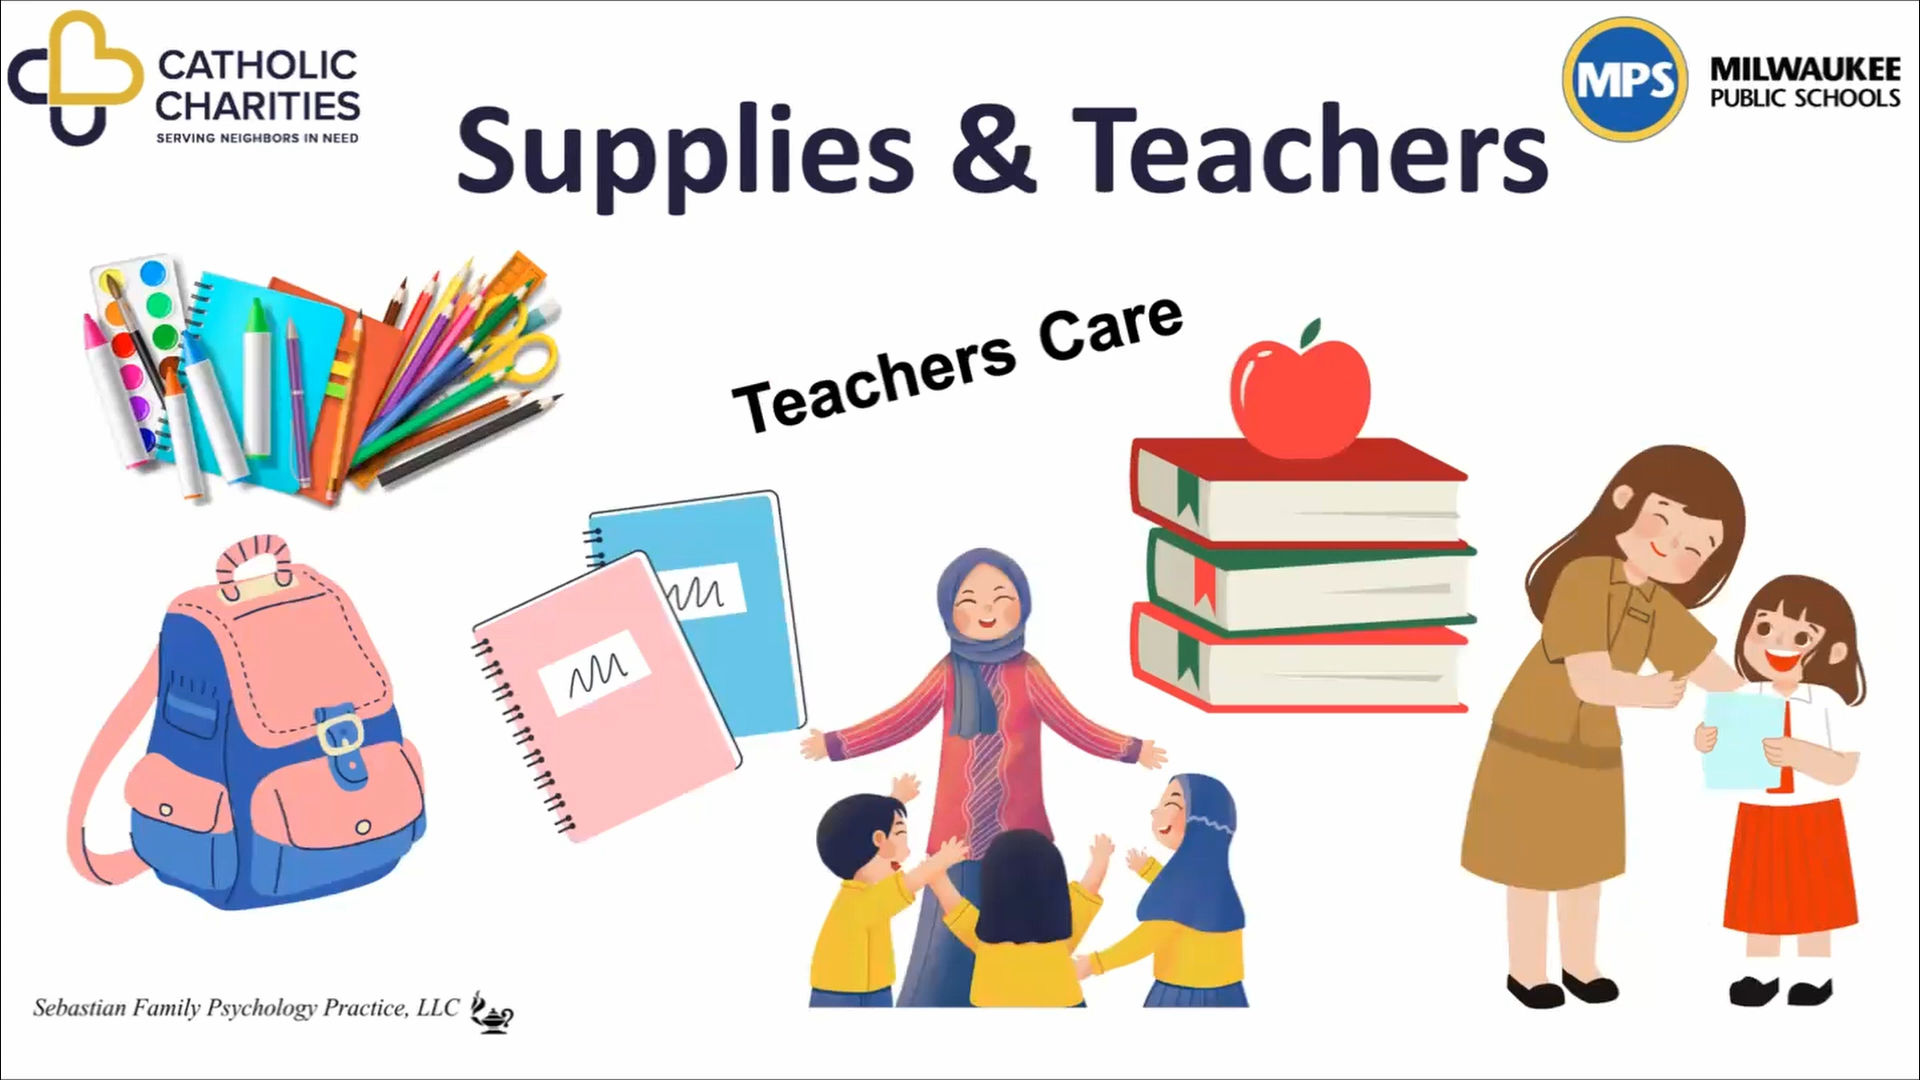 CATHOLIC
CHARITIES
SERVING NEIGHBORS IN NEED
MPS
MILWAUKEE
PUBLIC SCHOOLS
Supplies & Teachers
Teachers Care
Sebastian Family Psychology Practice, LLC